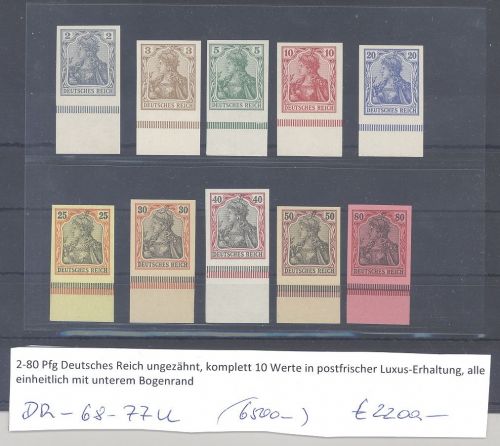 2 2 3 3 5 5 10 10 20 20
DEUTSCHES REICH DEUTSCHES REICH DEUTSCHES REICH DEUTSCHES REICH DEUTSCHES REICH
25 25 30 30 40 40 50 50 80 80
DEUTSCHES REICH DEUTSCHES REICH DEUTSCHES REICH DEUTSCHES REICH DEUTSCHES REICH
2-80 Pfg Deutsches Reich ungezähnt, komplett 10 Werte in postfrischer Luxus-Erhaltung, alle
einheitlich mit unterem Bogenrand
DR-68-77U (6500-) €2200-